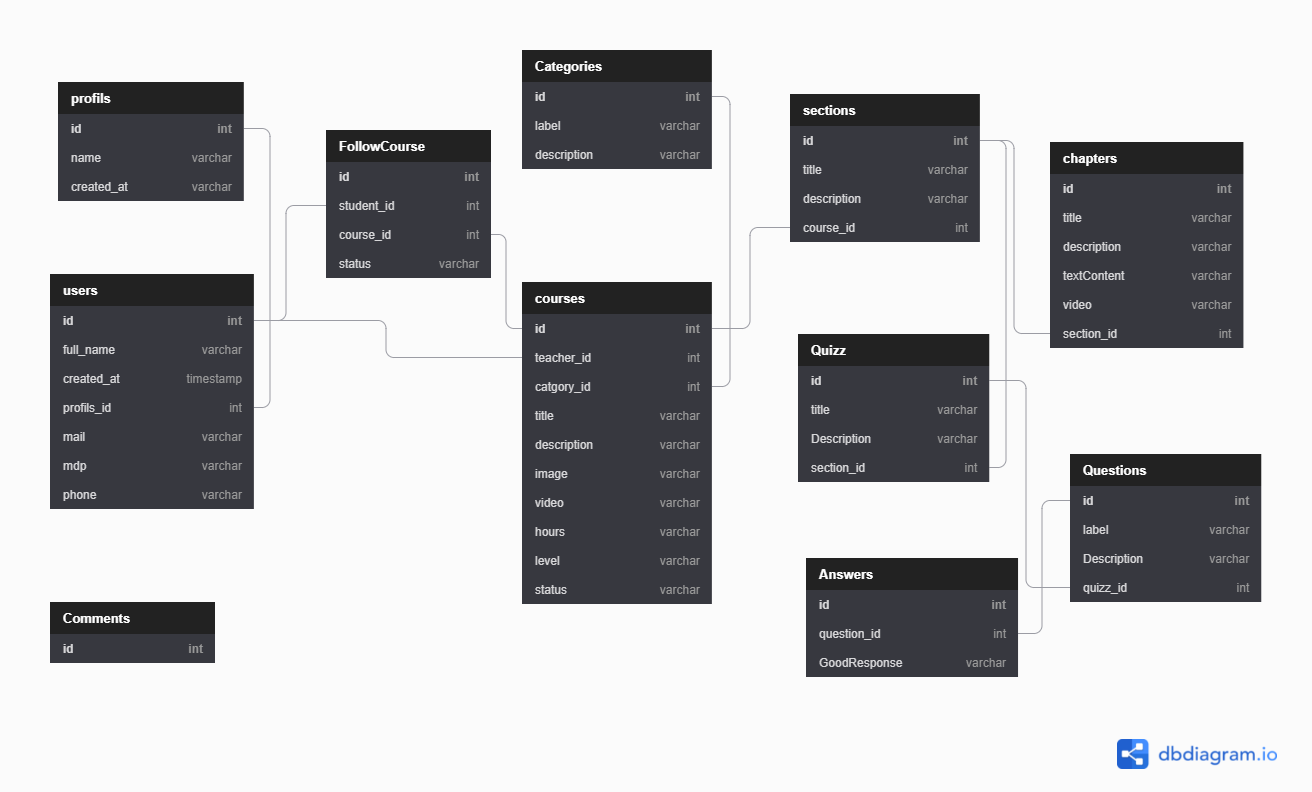 profils
id int
name varchar
created_at varchar
users
id int
full_name varchar
created_at timestamp
profils_id int
mail varchar
mdp varchar
phone varchar
Comments
id int
FollowCourse
id int
student_id int
course_id int
status varchar
Categories
id int
label varchar
description varchar
courses
id int
teacher_id int
catgory_id int
title varchar
description varchar
image varchar
video varchar
hours varchar
level varchar
status varchar
sections
id int
title varchar
description varchar
course_id int
Quizz
id int
title varchar
Description varchar
section_id int
Answers
id int
question_id int
GoodResponse varchar
chapters
id int
title varchar
description varchar
textContent varchar
video varchar
section_id int
Questions
id int
label varchar
Description varchar
quizz_id int
dbdiagram.io